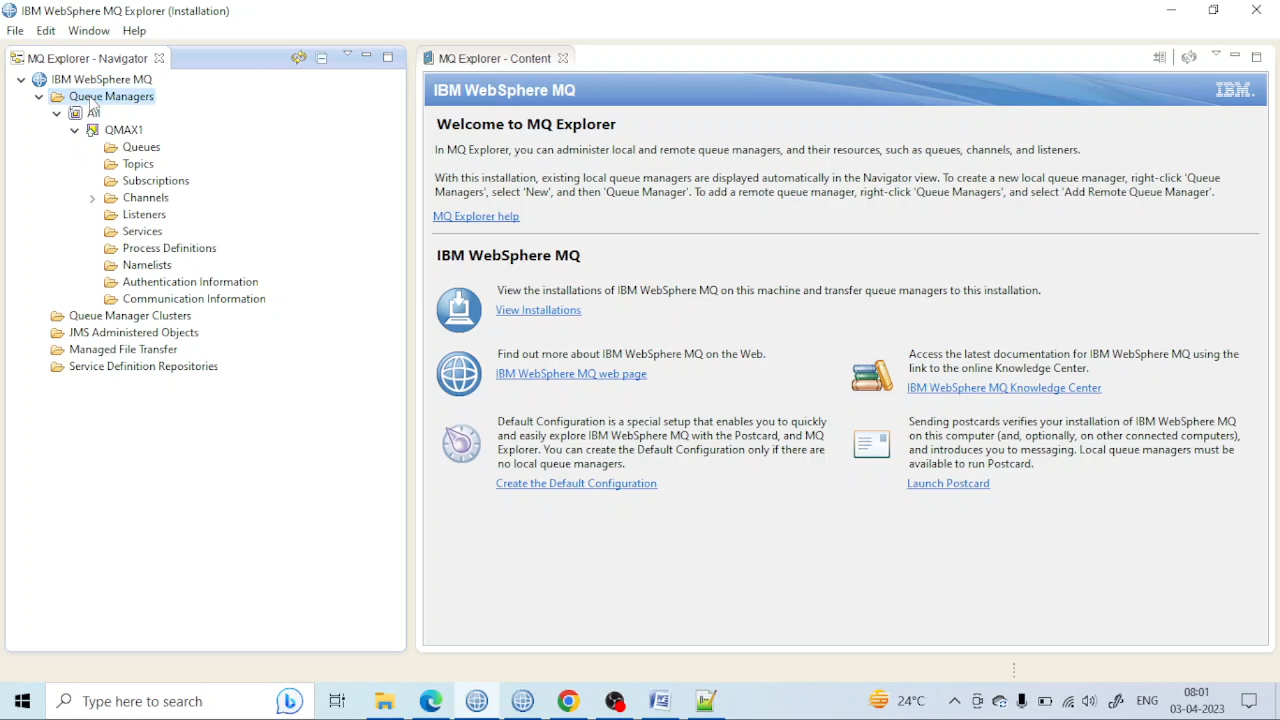 IBM WebSphere MQ Explorer (Installation)
File Edit Window Help
MQ Explorer - Navigator
IBM WebSphere MQ
Queue Managers
All
QMAX1
Queues
Topics
Subscriptions
Channels
Listeners
Services
Process Definitions
Namelists
Authentication Information
Communication Information
Queue Manager Clusters
JMS Administered Objects
Managed File Transfer
Service Definition Repositories
MQ Explorer - Content
IBM WebSphere MQ
IBM.
Welcome to MQ Explorer
In MQ Explorer, you can administer local and remote queue managers, and their resources, such as queues, channels, and listeners.
With this installation, existing local queue managers are displayed automatically in the Navigator view. To create a new local queue manager, right-click 'Queue
Managers', select 'New', and then 'Queue Manager'. To add a remote queue manager, right-click 'Queue Managers', and select 'Add Remote Queue Manager'.
MQ Explorer help
IBM WebSphere MQ
View the installations of IBM WebSphere MQ on this machine and transfer queue managers to this installation.
View Installations
Find out more about IBM WebSphere MQ on the Web.
IBM WebSphere MQ web page
Access the latest documentation for IBM WebSphere MQ using the
link to the online Knowledge Center.
IBM WebSphere MQ Knowledge Center
Default Configuration is a special setup that enables you to quickly
and easily explore IBM WebSphere MQ with the Postcard, and MQ
Explorer. You can create the Default Configuration only if there are
no local queue managers.
Create the Default Configuration
Sending postcards verifies your installation of IBM WebSphere MQ
on this computer (and, optionally, on other connected computers),
and introduces you to messaging. Local queue managers must be
available to run Postcard.
Launch Postcard
Type here to search
24°C
ENG
08:01
03-04-2023